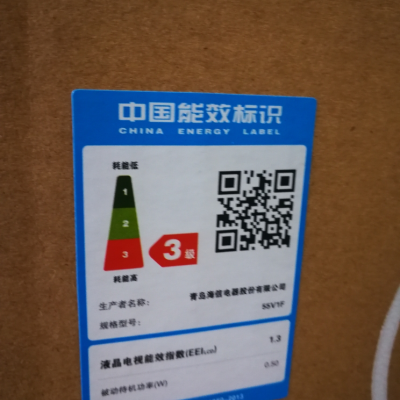 中国能效标识
CHINA ENERGY LABEL
耗能低
1
2
3
3级
耗能高
生产者名称: 青岛海信电器股份有限公司
规格型号: 55V1F
液晶电视能效指数(EEILCD) 1.3
被动待机功率(W) 0.50